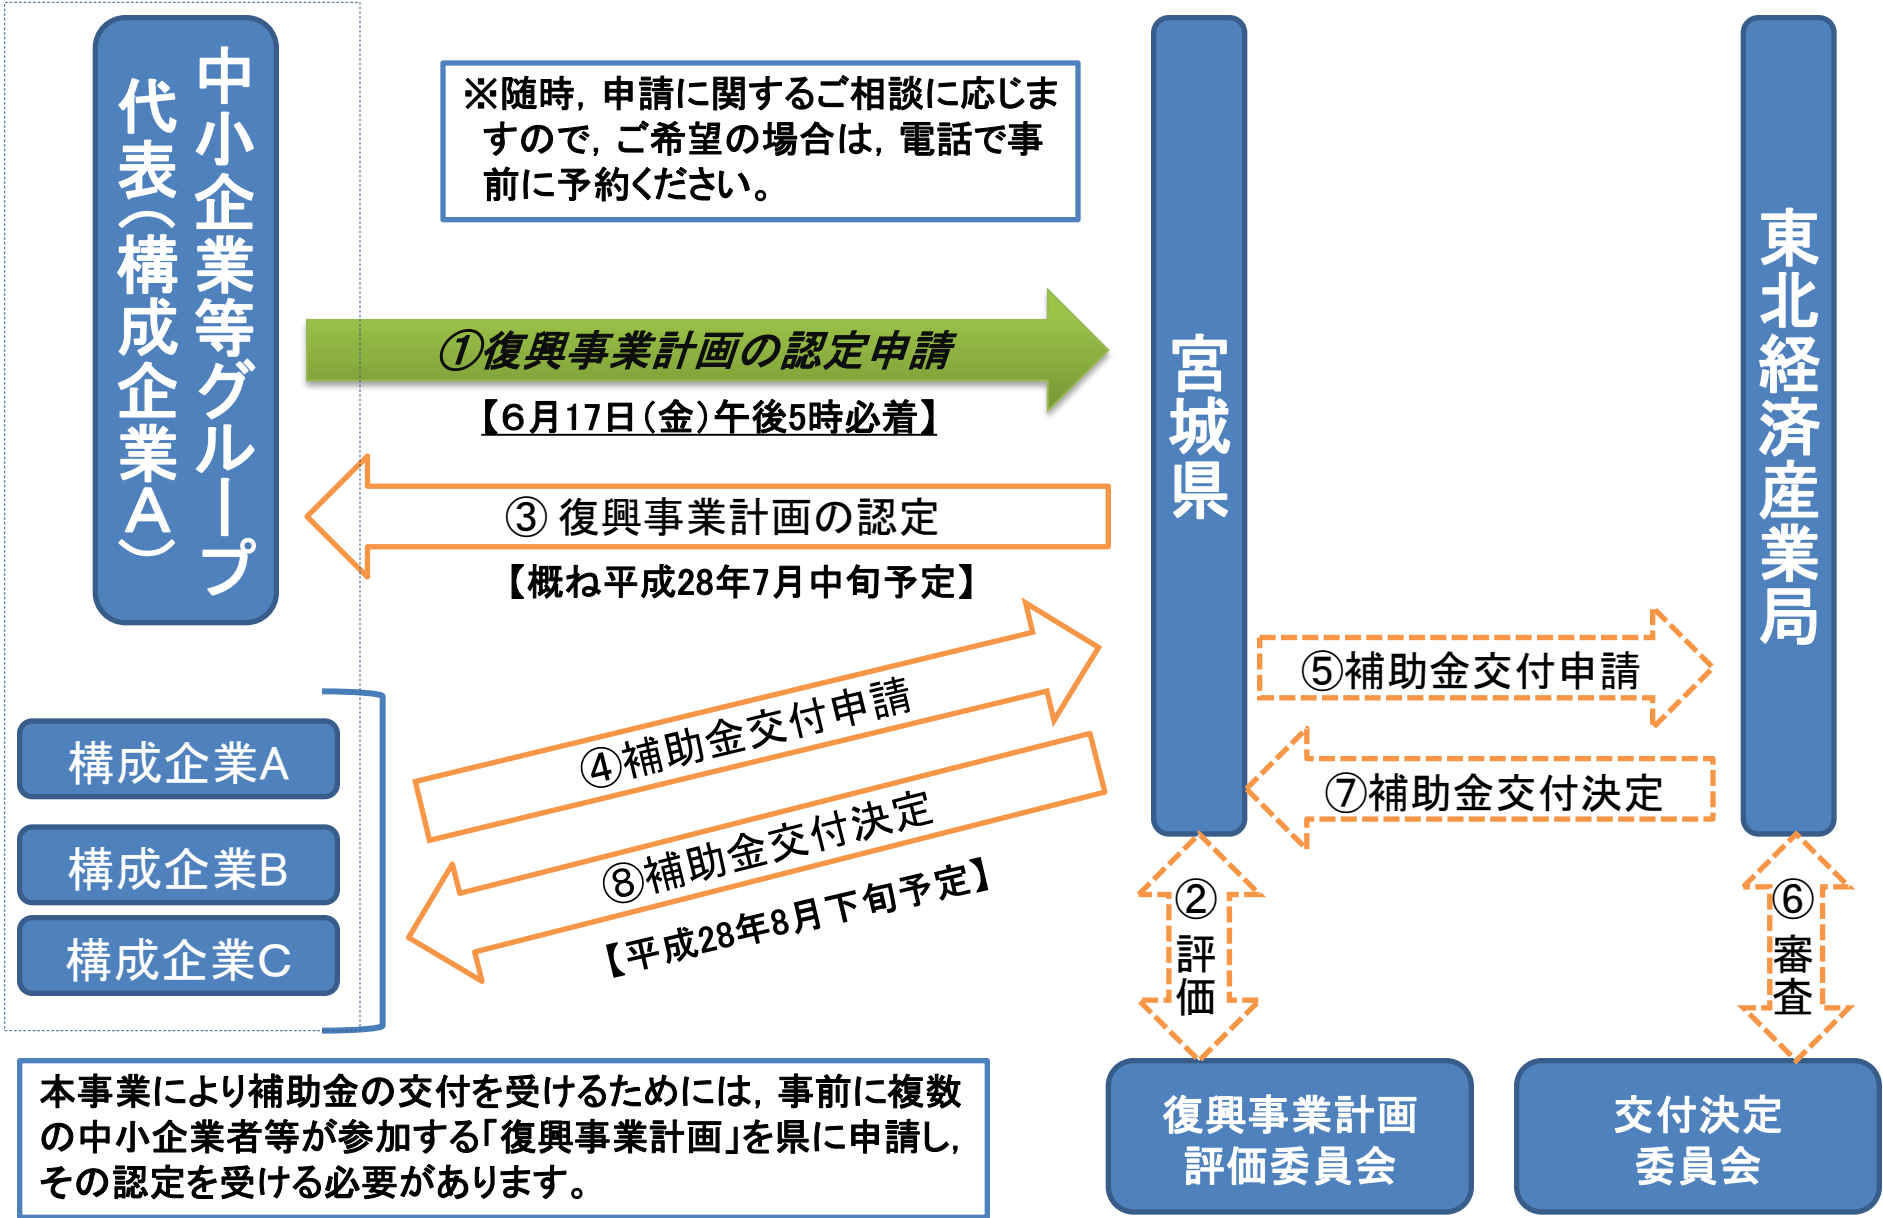 中小企業等グループ
代表（構成企業Ａ）
※随時，申請に関するご相談に応じま
すので，ご希望の場合は，電話で事
前に予約ください。
宮城県
東北経済産業局
①復興事業計画の認定申請
【６月17日（金）午後5時必着】
③ 復興事業計画の認定
【概ね平成28年7月中旬予定】
④補助金交付申請
⑤補助金交付申請
⑦補助金交付決定
⑧補助金交付決定
【平成28年8月下旬予定】
構成企業A
構成企業B
構成企業C
②
評
価
⑥
審
査
本事業により補助金の交付を受けるためには，事前に複数
の中小企業者等が参加する「復興事業計画」を県に申請し，
その認定を受ける必要があります。
復興事業計画
評価委員会
交付決定
委員会